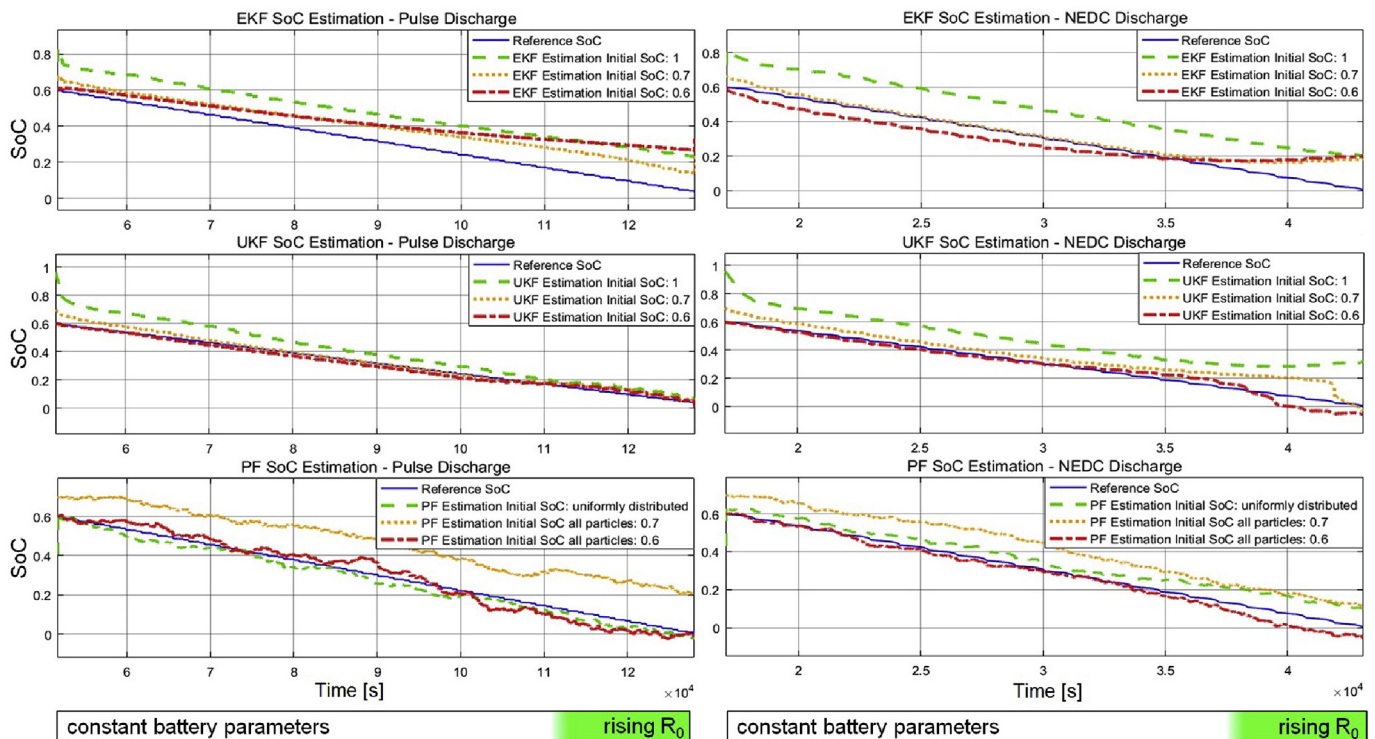 EKF SoC Estimation - Pulse Discharge
Reference SoC
EKF Estimation Initial SoC: 1
EKF Estimation Initial SoC: 0.7
EKF Estimation Initial SoC: 0.6
SoC
0.8
0.6
0.4
0.2
0
6 7 8 9 10 11 12
EKF SoC Estimation - NEDC Discharge
Reference SoC
EKF Estimation Initial SoC: 1
EKF Estimation Initial SoC: 0.7
EKF Estimation Initial SoC: 0.6
0.8
0.6
0.4
0.2
0
2 2.5 3 3.5 4
UKF SoC Estimation - Pulse Discharge
Reference SoC
UKF Estimation Initial SoC: 1
UKF Estimation Initial SoC: 0.7
UKF Estimation Initial SoC: 0.6
SoC
1
0.8
0.6
0.4
0.2
0
6 7 8 9 10 11 12
UKF SoC Estimation - NEDC Discharge
Reference SoC
UKF Estimation Initial SoC: 1
UKF Estimation Initial SoC: 0.7
UKF Estimation Initial SoC: 0.6
1
0.8
0.6
0.4
0.2
0
2 2.5 3 3.5 4
PF SoC Estimation - Pulse Discharge
Reference SoC
PF Estimation Initial SoC: uniformly distributed
PF Estimation Initial SoC all particles: 0.7
PF Estimation Initial SoC all particles: 0.6
SoC
0.6
0.4
0.2
0
6 7 8 9 10 11 12
Time [s]
×10⁴
PF SoC Estimation - NEDC Discharge
Reference SoC
PF Estimation Initial SoC: uniformly distributed
PF Estimation Initial SoC all particles: 0.7
PF Estimation Initial SoC all particles: 0.6
0.6
0.4
0.2
0
2 2.5 3 3.5 4
Time [s]
×10⁴
constant battery parameters rising R₀
constant battery parameters rising R₀